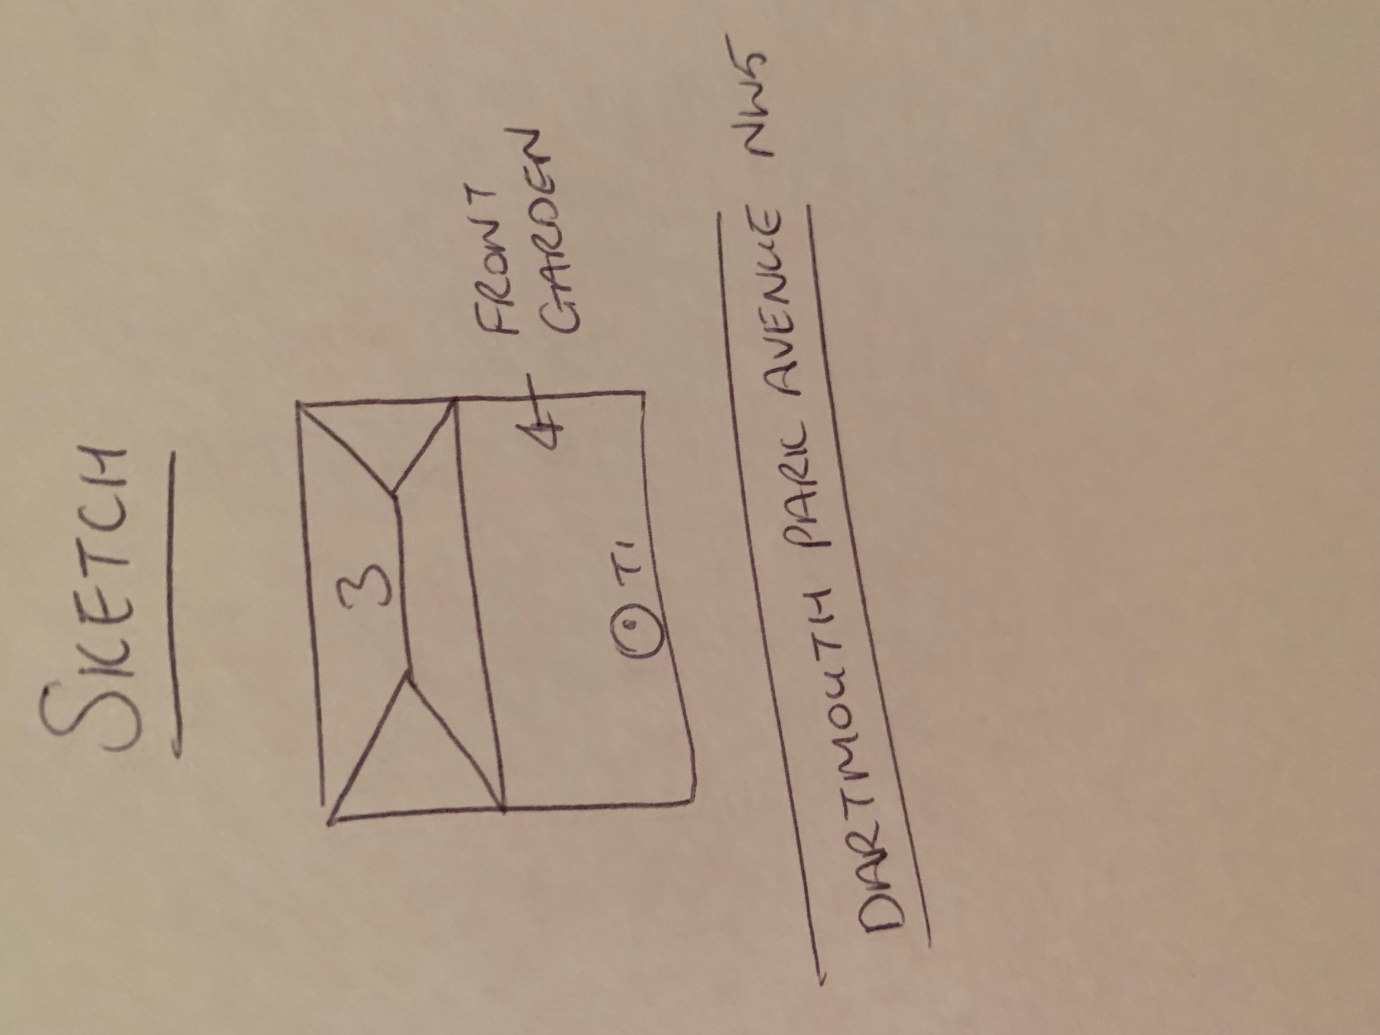 SKETCH
3
FRONT
GARDEN
T1
DARTMOUTH PARK AVENUE NW5